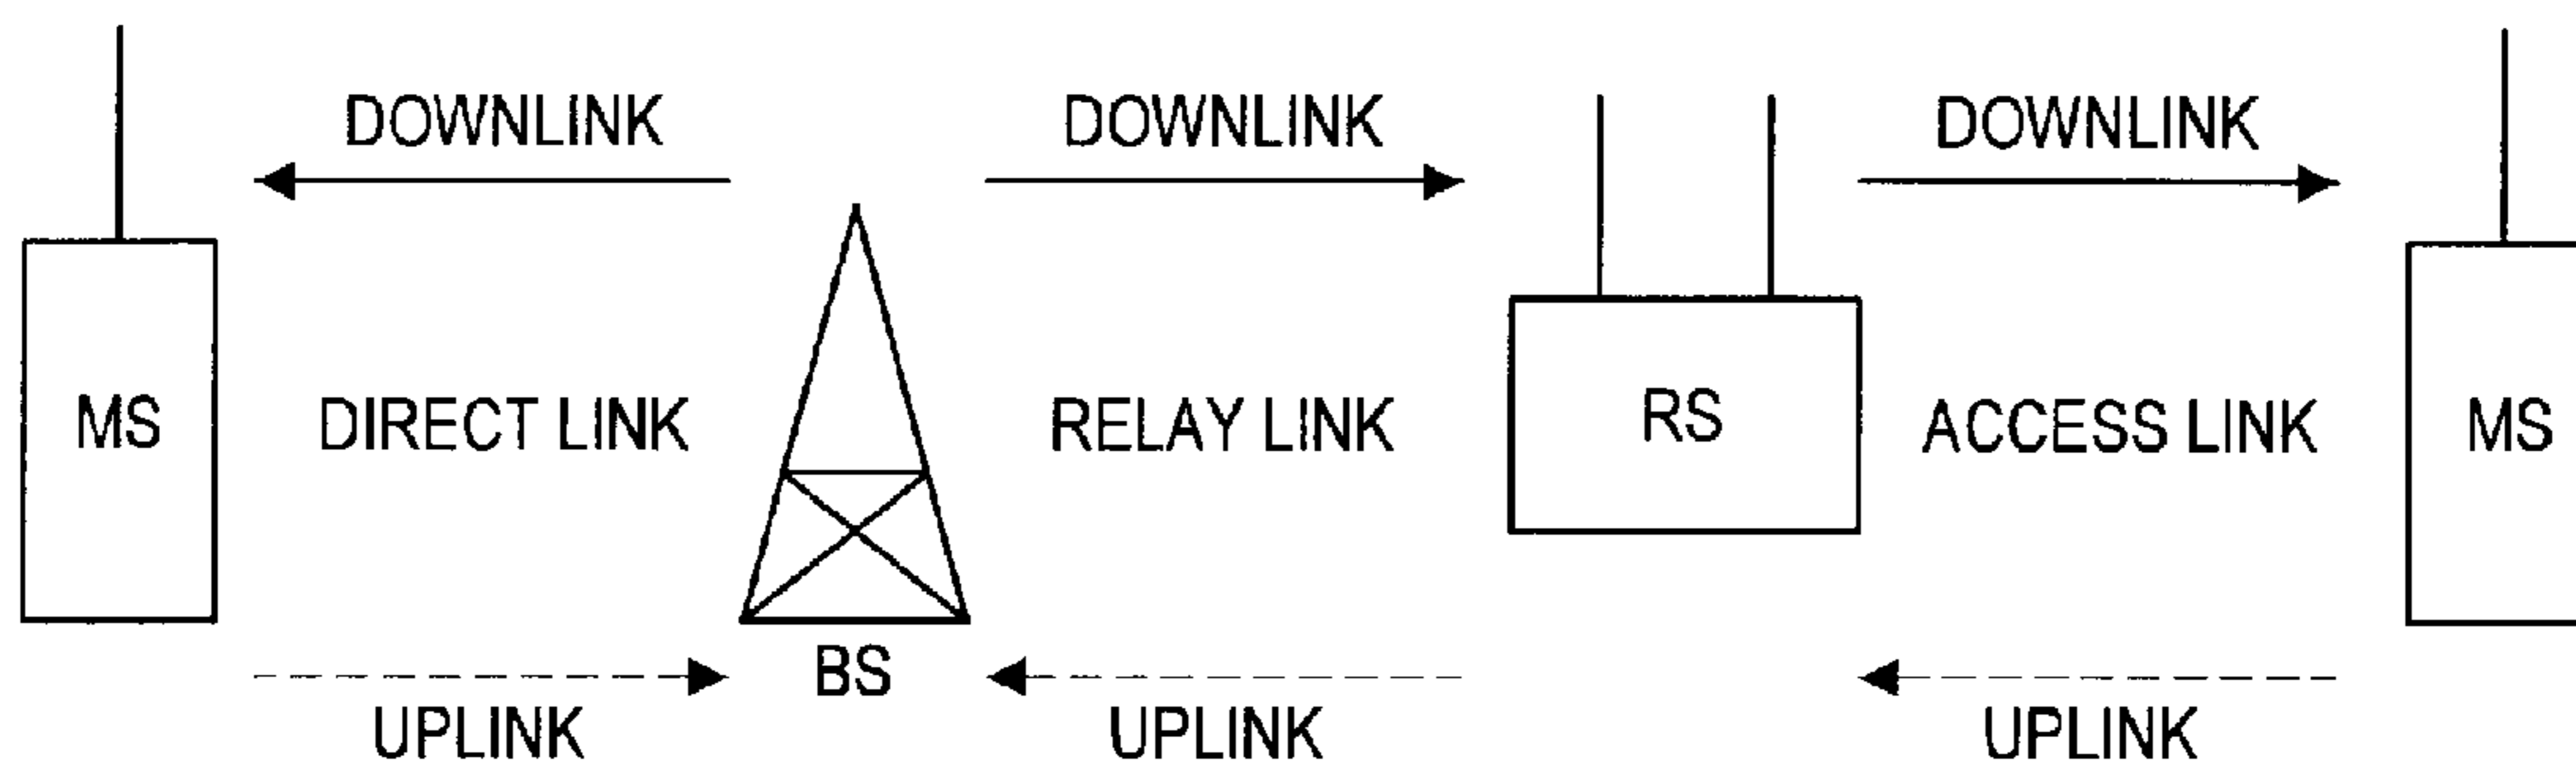 DOWNLINK DOWNLINK DOWNLINK
MS DIRECT LINK RELAY LINK RS ACCESS LINK MS
BS
UPLINK UPLINK UPLINK